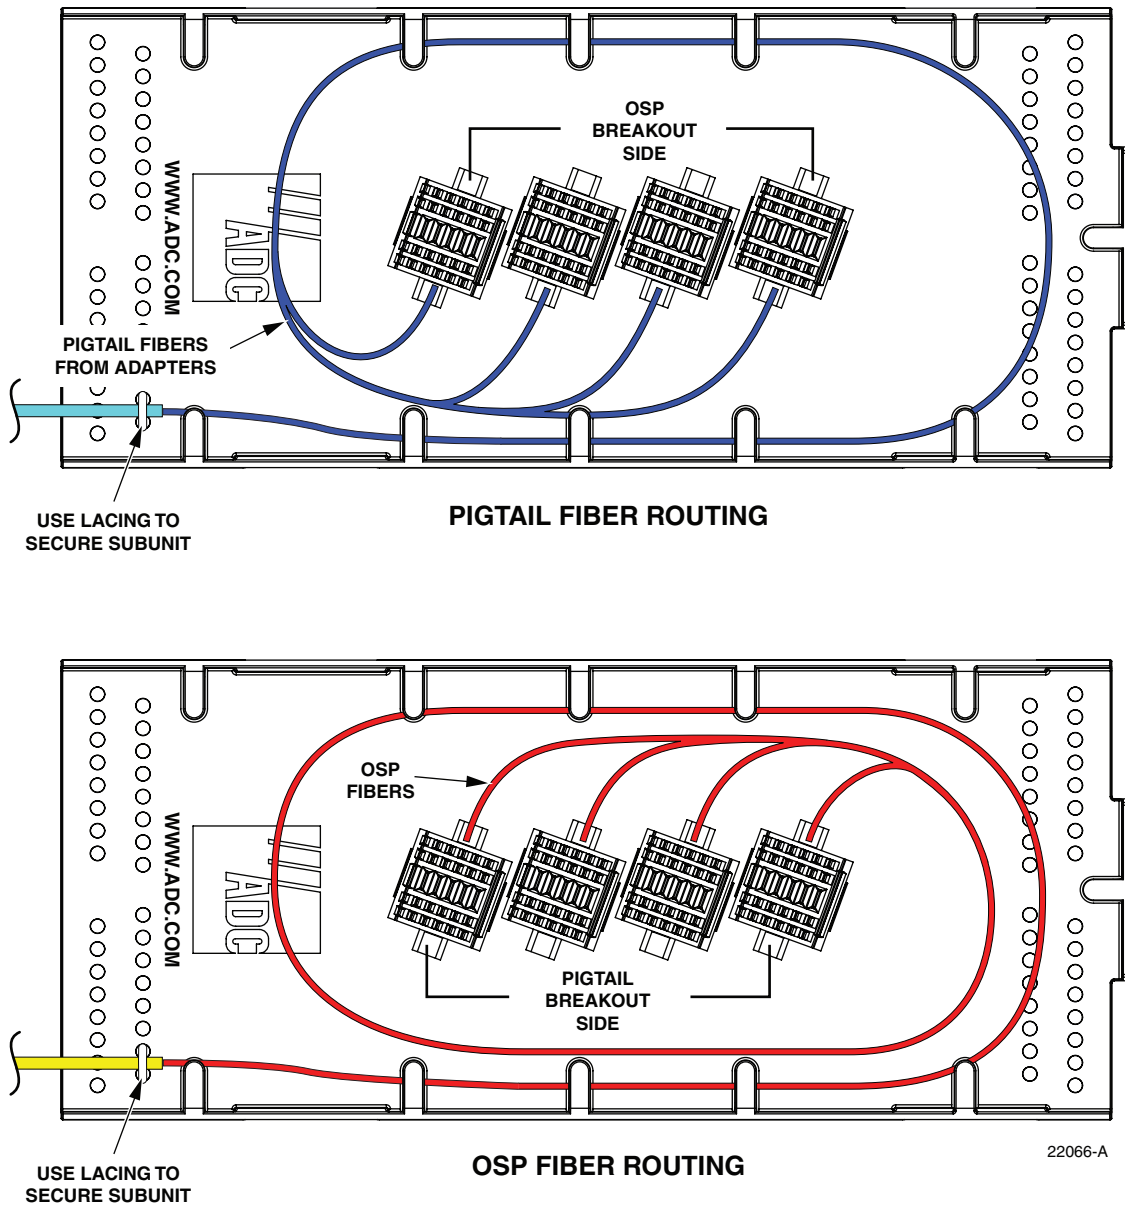 OSP
BREAKOUT
SIDE
WWW.ADC.COM
ADC
PIGTAIL FIBERS
FROM ADAPTERS
USE LACING TO
SECURE SUBUNIT
PIGTAIL FIBER ROUTING
OSP
FIBERS
WWW.ADC.COM
ADC
PIGTAIL
BREAKOUT
SIDE
USE LACING TO
SECURE SUBUNIT
OSP FIBER ROUTING
22066-A